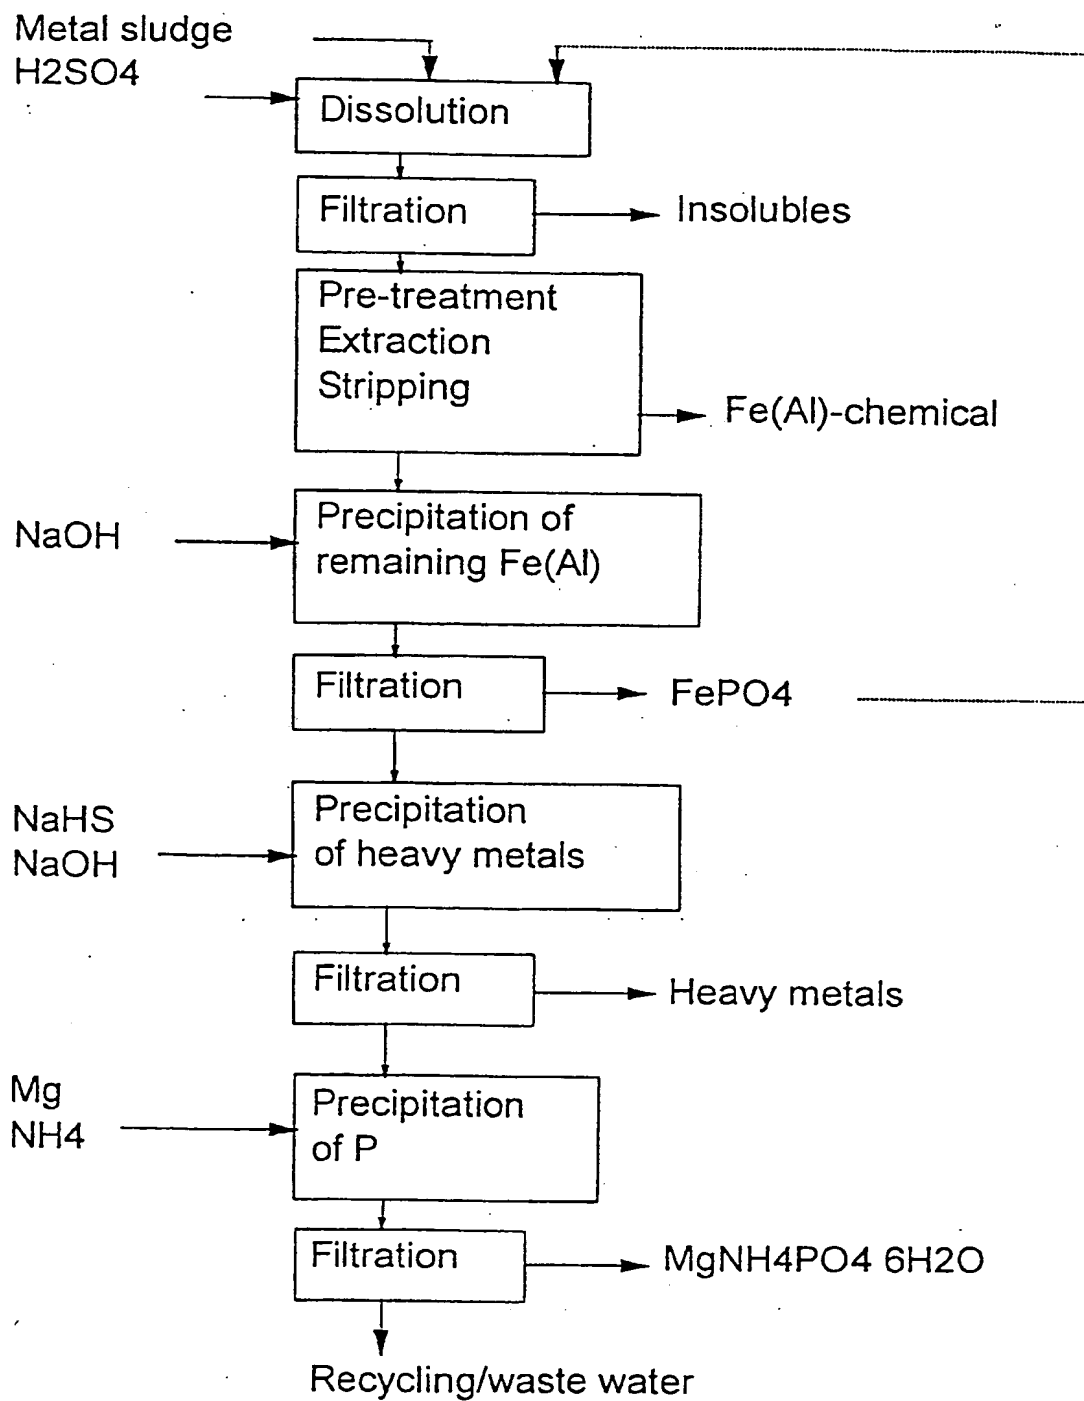 Metal sludge
H2SO4
Dissolution
Filtration
Insolubles
Pre-treatment
Extraction
Stripping
Fe(Al)-chemical
NaOH
Precipitation of
remaining Fe(Al)
Filtration
FePO4
NaHS
NaOH
Precipitation
of heavy metals
Filtration
Heavy metals
Mg
NH4
Precipitation
of P
Filtration
MgNH4PO4 6H2O
Recycling/waste water